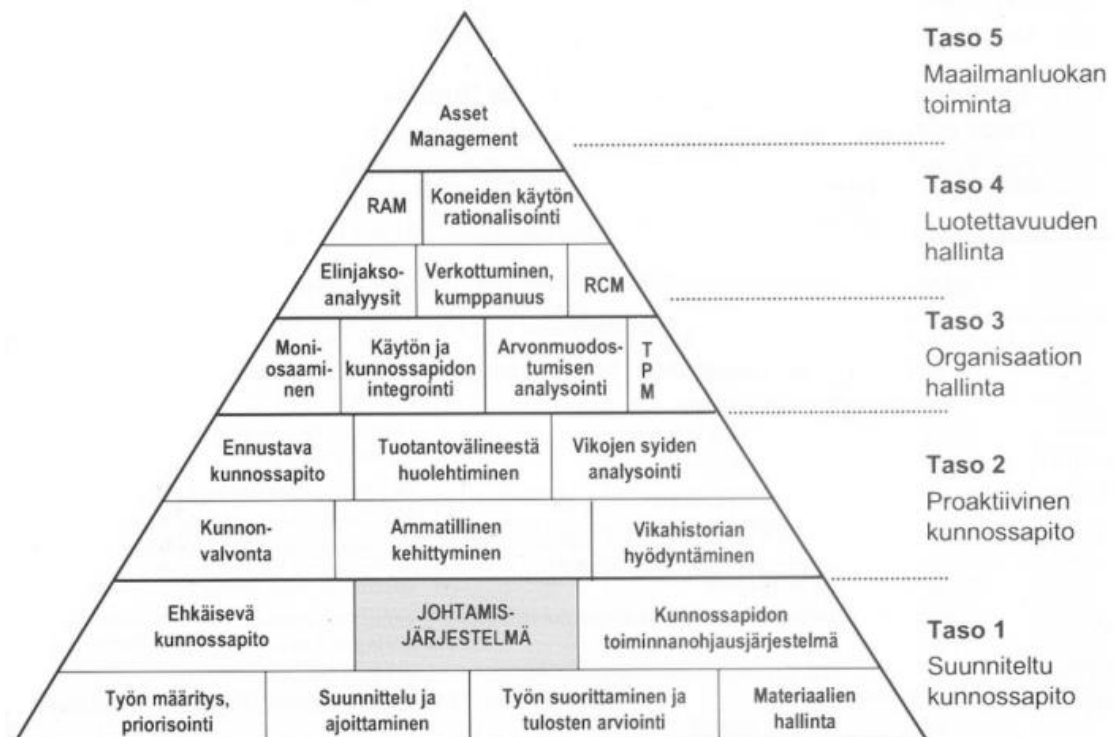 Asset
Management
RAM
Koneiden käytön
rationalisointi
Elinjakso-
analyysit
Verkottuminen,
kumppanuus
RCM
Moni-
osaami-
nen
Käytön ja
kunnossapidon
integrointi
Arvonmuodos-
tumisen
analysointi
T
P
M
Ennustava
kunnossapito
Tuotantovälineestä
huolehtiminen
Vikojen syiden
analysointi
Kunnon-
valvonta
Ammatillinen
kehittyminen
Vikahistorian
hyödyntäminen
Ehkäisevä
kunnossapito
JOHTAMIS-
JÄRJESTELMÄ
Kunnossapidon
toiminnanohjausjärjestelmä
Työn määritys,
priorisointi
Suunnittelu ja
ajoittaminen
Työn suorittaminen ja
tulosten arviointi
Materiaalien
hallinta
Taso 5
Maailmanluokan
toiminta
Taso 4
Luotettavuuden
hallinta
Taso 3
Organisaation
hallinta
Taso 2
Proaktiivinen
kunnossapito
Taso 1
Suunniteltu
kunnossapito